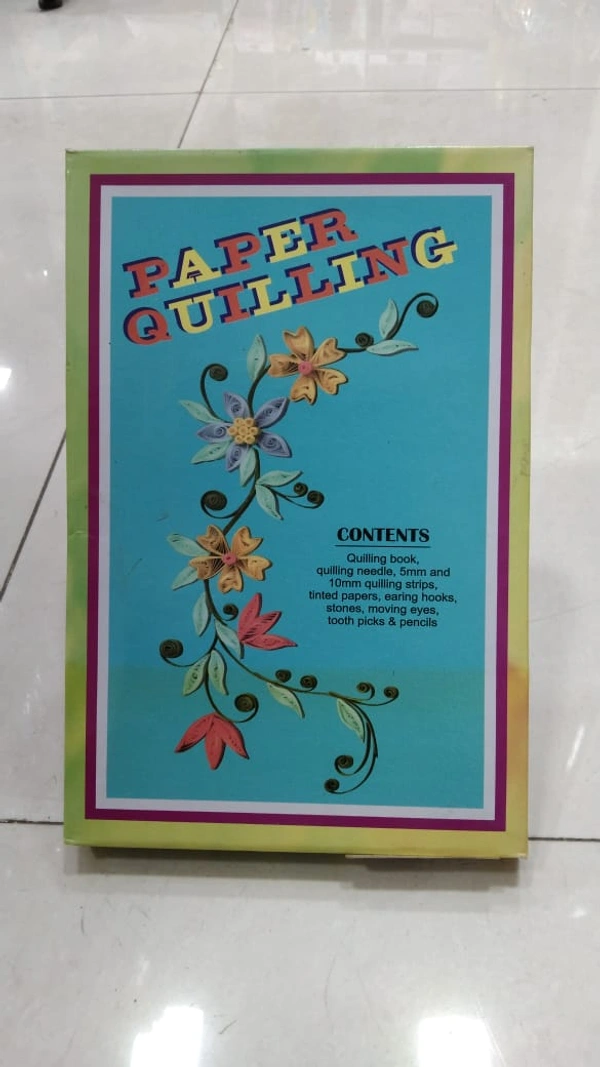 PAPER
QUILLING
CONTENTS
Quilling book,
quilling needle, 5mm and
10mm quilling strips,
tinted papers, earing hooks,
stones, moving eyes,
tooth picks & pencils